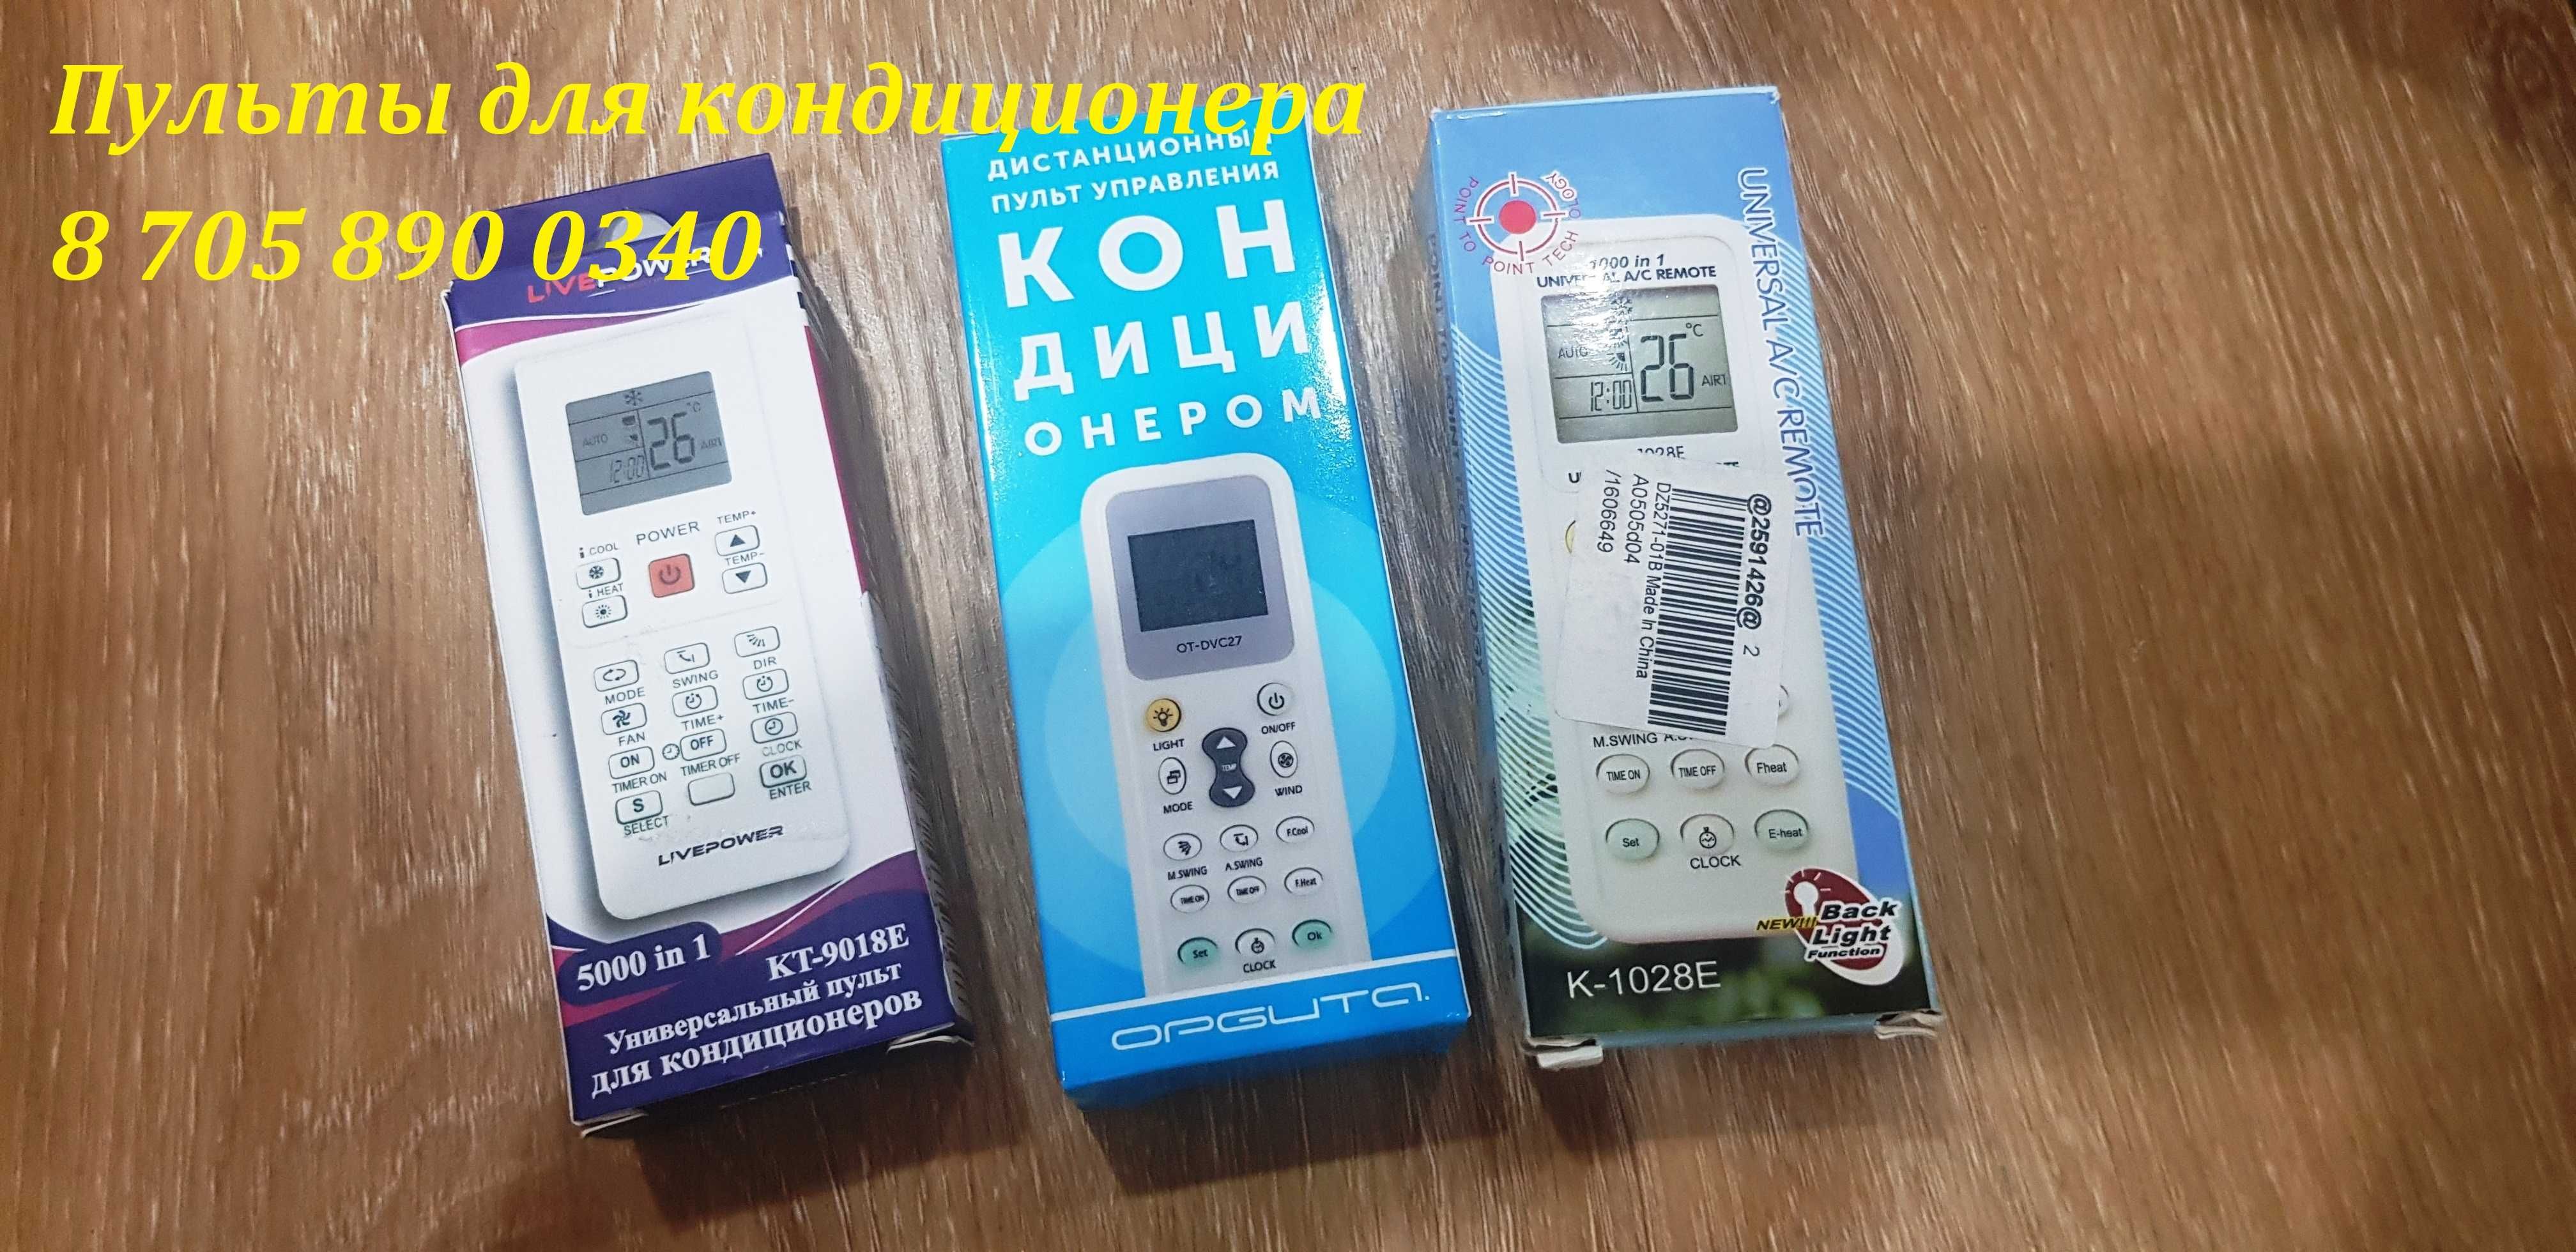 Пульты для кондиционера
8 705 890 0340
LIVEPOWER
AUTO
26
°C
AIR1
12:00
POWER
TEMP+
TEMP-
i COOL
i HEAT
MODE
SWING
DIR
FAN
TIME+
TIME-
ON
OFF
CLOCK
TIMER ON
TIMER OFF
OK
ENTER
S
SELECT
LIVEPOWER
5000 in 1
KT-9018E
Универсальный пульт
для кондиционеров
ДИСТАНЦИОННЫЙ
ПУЛЬТ УПРАВЛЕНИЯ
КОН
ДИЦИ
ОНЕРОМ
OT-DVC27
LIGHT
ON/OFF
TEMP
MODE
WIND
F.Cool
M.SWING
A.SWING
TIME ON
TIME OFF
F.Heat
Set
Ok
CLOCK
ОРБИТА.
POINT TO POINT TECH OLOGY
UNIVERSAL A/C REMOTE
1000 in 1
UNIVERSAL A/C REMOTE
°C
AUTO
26
12:00
AIR1
1028E
@2591426@ 2
DZ5271-01B Made In China
A0505d04
/1606649
M.SWING
TIME ON
TIME OFF
Fheat
Set
E-heat
CLOCK
NEW!!!
Back
Light
Function
K-1028E